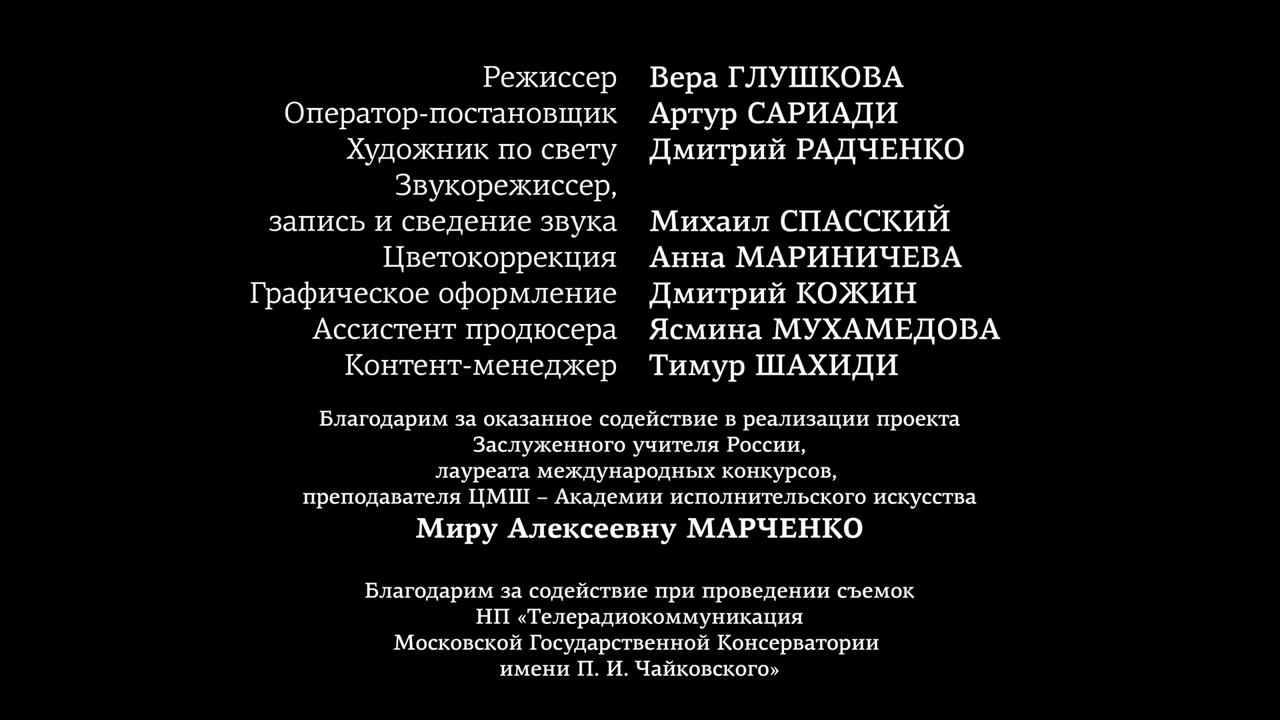 Режиссер Вера ГЛУШКОВА
Оператор-постановщик Артур САРИАДИ
Художник по свету Дмитрий РАДЧЕНКО
Звукорежиссер,
запись и сведение звука Михаил СПАССКИЙ
Цветокоррекция Анна МАРИНИЧЕВА
Графическое оформление Дмитрий КОЖИН
Ассистент продюсера Ясмина МУХАМЕДОВА
Контент-менеджер Тимур ШАХИДИ
Благодарим за оказанное содействие в реализации проекта
Заслуженного учителя России,
лауреата международных конкурсов,
преподавателя ЦМШ – Академии исполнительского искусства
Миру Алексеевну МАРЧЕНКО
Благодарим за содействие при проведении съемок
НП «Телерадиокоммуникация
Московской Государственной Консерватории
имени П. И. Чайковского»